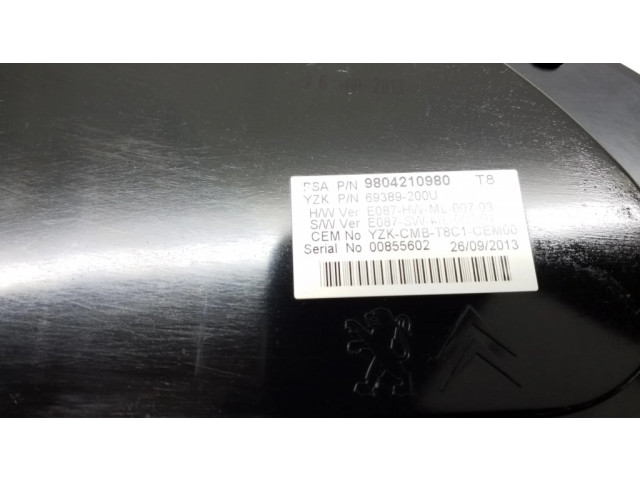 PSA P/N 9804210980 T8
YZK P/N 69389-200U
H/W Ver E087-HW-ML-007.03
S/W Ver E087-SW
CEM No YZK-CMB-T8C1-CEM00
Serial No 00855602 26/09/2013